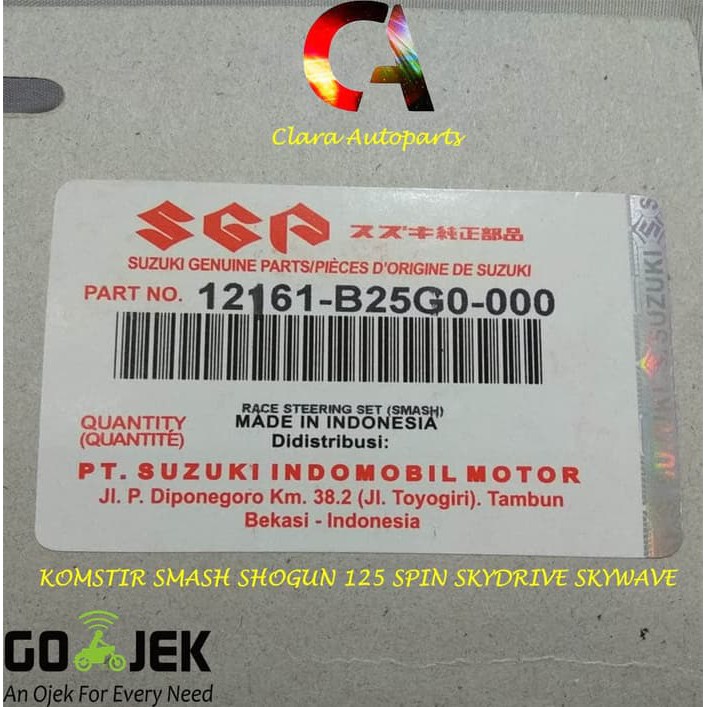 CA
Clara Autoparts
SGP スズキ純正部品
SUZUKI GENUINE PARTS/PIÈCES D'ORIGINE DE SUZUKI
PART NO. 12161-B25G0-000
RACE STEERING SET (SMASH)
QUANTITY MADE IN INDONESIA
(QUANTITÉ) Didistribusi:
PT. SUZUKI INDOMOBIL MOTOR
Jl. P. Diponegoro Km. 38.2 (Jl. Toyogiri). Tambun
Bekasi - Indonesia
SUZUKI
KOMSTIR SMASH SHOGUN 125 SPIN SKYDRIVE SKYWAVE
GO-JEK
An Ojek For Every Need